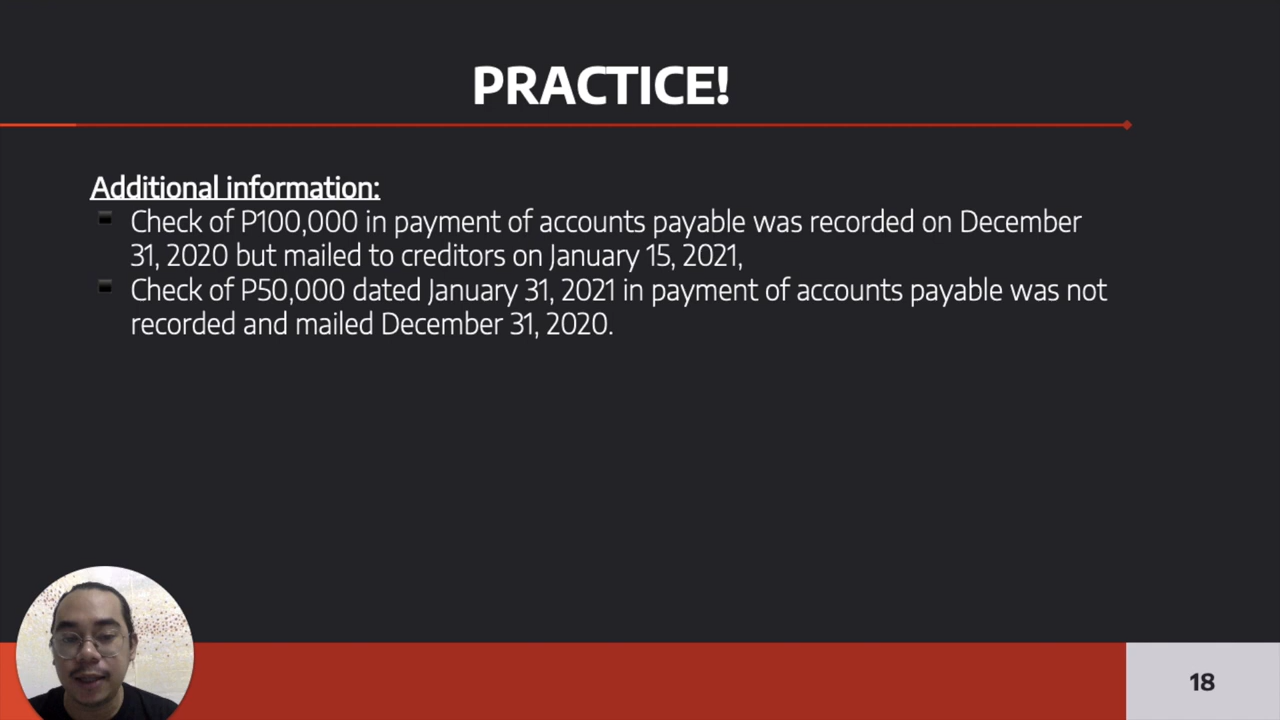 PRACTICE!
Additional information:
Check of P100,000 in payment of accounts payable was recorded on December
31, 2020 but mailed to creditors on January 15, 2021,
Check of P50,000 dated January 31, 2021 in payment of accounts payable was not
recorded and mailed December 31, 2020.
18